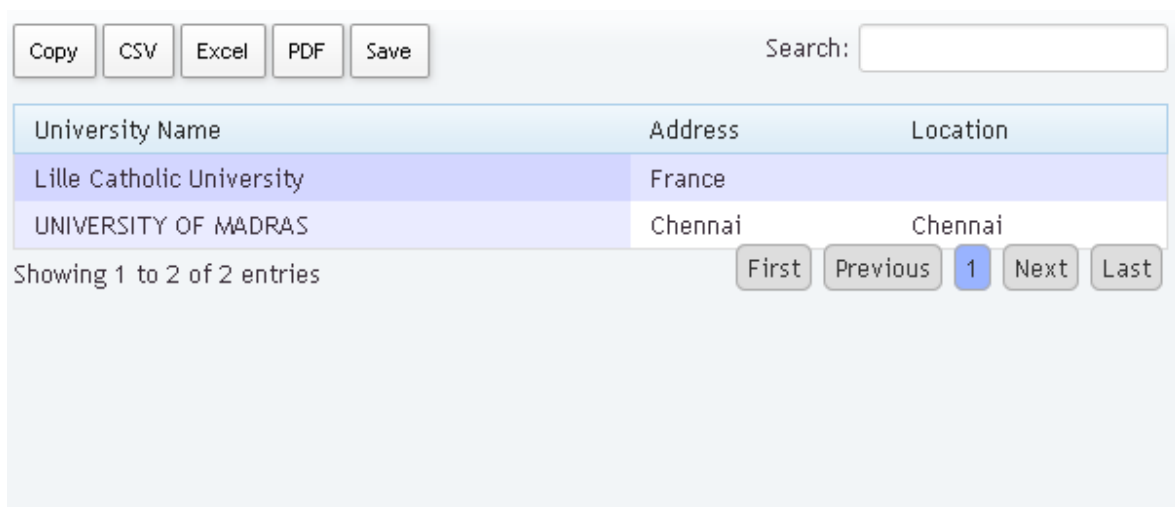 Copy CSV Excel PDF Save Search:
University Name Address Location
Lille Catholic University France
UNIVERSITY OF MADRAS Chennai Chennai
Showing 1 to 2 of 2 entries First Previous 1 Next Last